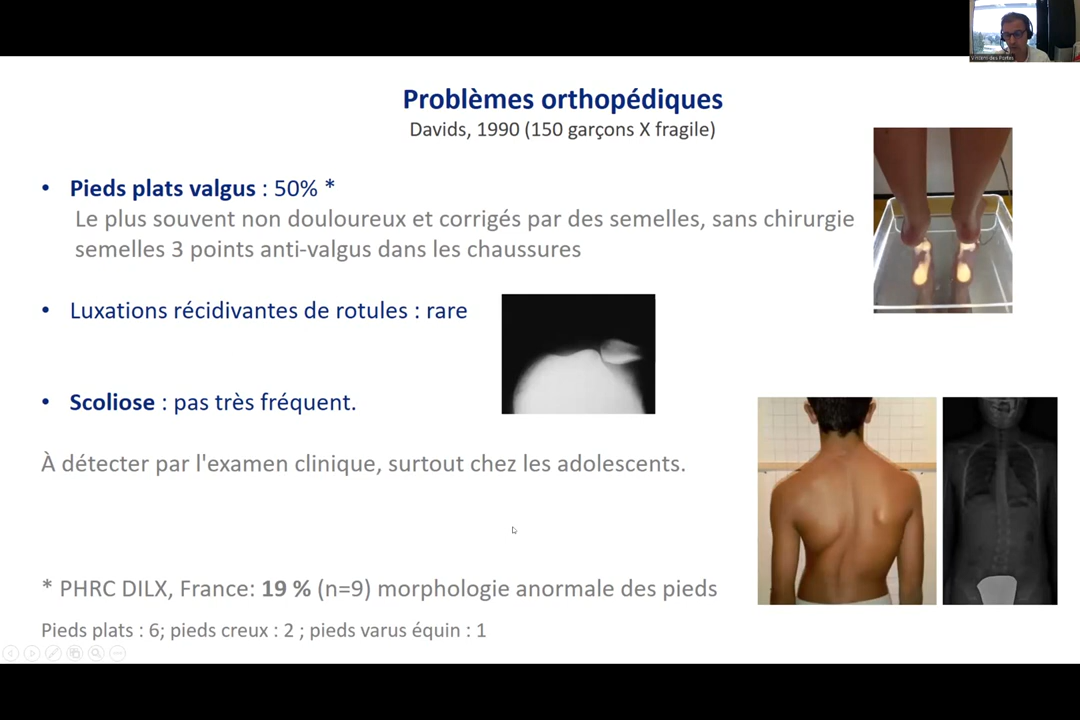 Vincent des Portes
Problèmes orthopédiques
Davids, 1990 (150 garçons X fragile)
• Pieds plats valgus : 50% *
Le plus souvent non douloureux et corrigés par des semelles, sans chirurgie
semelles 3 points anti-valgus dans les chaussures
• Luxations récidivantes de rotules : rare
• Scoliose : pas très fréquent.
À détecter par l'examen clinique, surtout chez les adolescents.
* PHRC DILX, France: 19 % (n=9) morphologie anormale des pieds
Pieds plats : 6; pieds creux : 2 ; pieds varus équin : 1